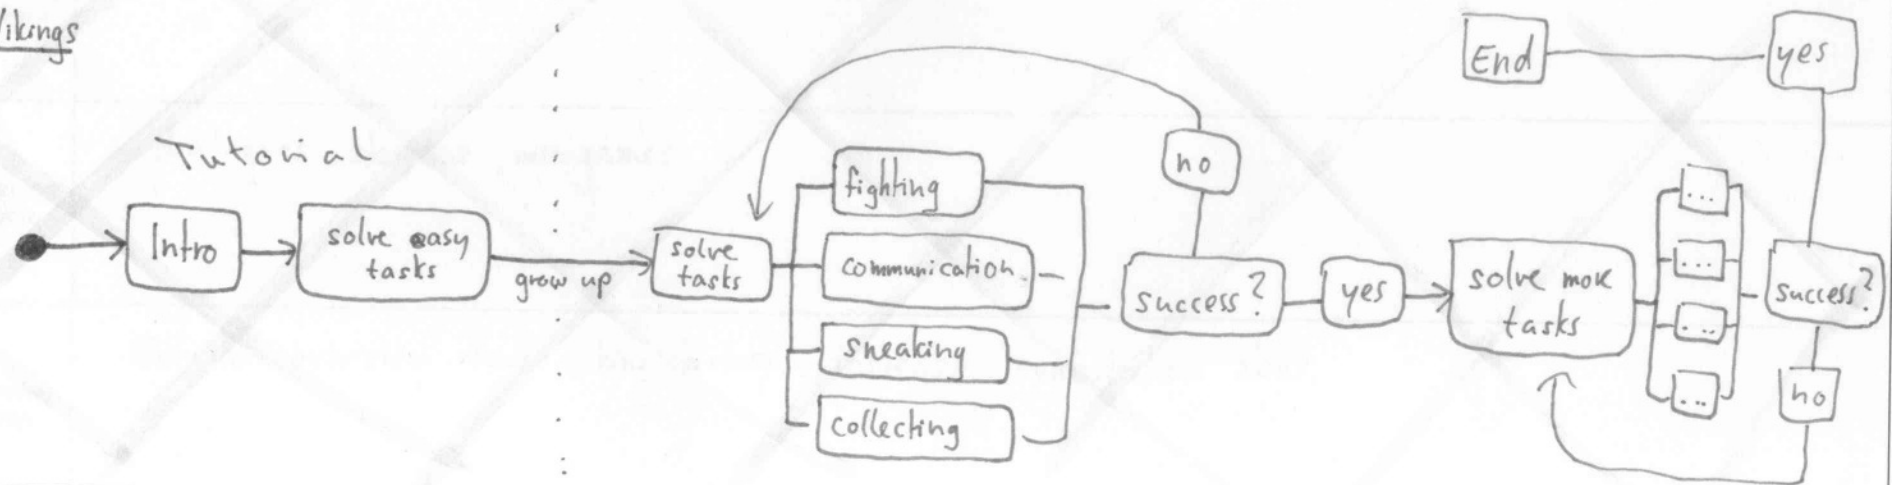 Vikings
Tutorial
Intro
solve easy
tasks
grow up
solve
tasks
fighting
communication
sneaking
collecting
no
success?
yes
solve more
tasks
...
...
...
...
success?
no
yes
End